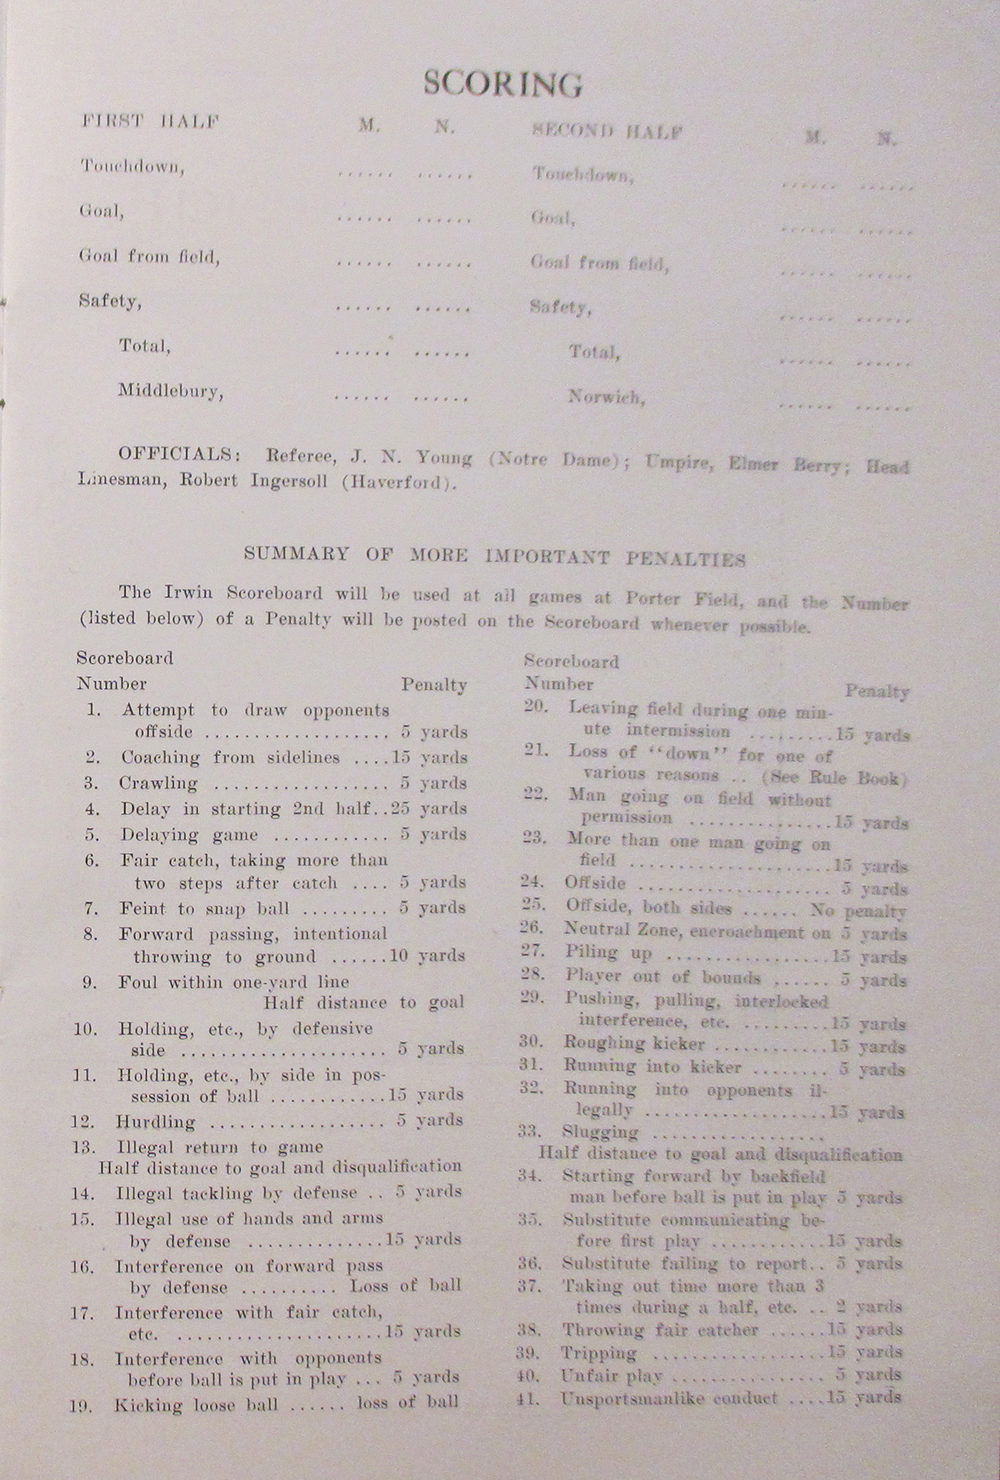 SCORING
FIRST HALF M. N.
Touchdown, ...... ......
Goal, ...... ......
Goal from field, ...... ......
Safety, ...... ......
Total, ...... ......
Middlebury, ...... ......
SECOND HALF M. N.
Touchdown, ...... ......
Goal, ...... ......
Goal from field, ...... ......
Safety, ...... ......
Total, ...... ......
Norwich, ...... ......
OFFICIALS: Referee, J. N. Young (Notre Dame); Umpire, Elmer Berry; Head
Linesman, Robert Ingersoll (Haverford).
SUMMARY OF MORE IMPORTANT PENALTIES
The Irwin Scoreboard will be used at all games at Porter Field, and the Number
(listed below) of a Penalty will be posted on the Scoreboard whenever possible.
Scoreboard
Number Penalty
1. Attempt to draw opponents
offside .................. 5 yards
2. Coaching from sidelines ....15 yards
3. Crawling ................. 5 yards
4. Delay in starting 2nd half..25 yards
5. Delaying game ............ 5 yards
6. Fair catch, taking more than
two steps after catch .... 5 yards
7. Feint to snap ball ......... 5 yards
8. Forward passing, intentional
throwing to ground ......10 yards
9. Foul within one-yard line
Half distance to goal
10. Holding, etc., by defensive
side ..................... 5 yards
11. Holding, etc., by side in pos-
session of ball ............15 yards
12. Hurdling .................. 5 yards
13. Illegal return to game
Half distance to goal and disqualification
14. Illegal tackling by defense .. 5 yards
15. Illegal use of hands and arms
by defense ..............15 yards
16. Interference on forward pass
by defense .......... Loss of ball
17. Interference with fair catch,
etc. .....................15 yards
18. Interference with opponents
before ball is put in play ... 5 yards
19. Kicking loose ball ...... loss of ball
Scoreboard
Number Penalty
20. Leaving field during one min-
ute intermission .........15 yards
21. Loss of "down" for one of
various reasons .. (See Rule Book)
22. Man going on field without
permission ...............15 yards
23. More than one man going on
field .....................15 yards
24. Offside .................... 5 yards
25. Offside, both sides ...... No penalty
26. Neutral Zone, encroachment on 5 yards
27. Piling up .................15 yards
28. Player out of bounds ...... 5 yards
29. Pushing, pulling, interlocked
interference, etc. .........15 yards
30. Roughing kicker ............15 yards
31. Running into kicker ........ 5 yards
32. Running into opponents il-
legally ...................15 yards
33. Slugging ..................
Half distance to goal and disqualification
34. Starting forward by backfield
man before ball is put in play 5 yards
35. Substitute communicating be-
fore first play ............15 yards
36. Substitute failing to report.. 5 yards
37. Taking out time more than 3
times during a half, etc. .. 2 yards
38. Throwing fair catcher ......15 yards
39. Tripping ..................15 yards
40. Unfair play ................ 5 yards
41. Unsportsmanlike conduct ....15 yards